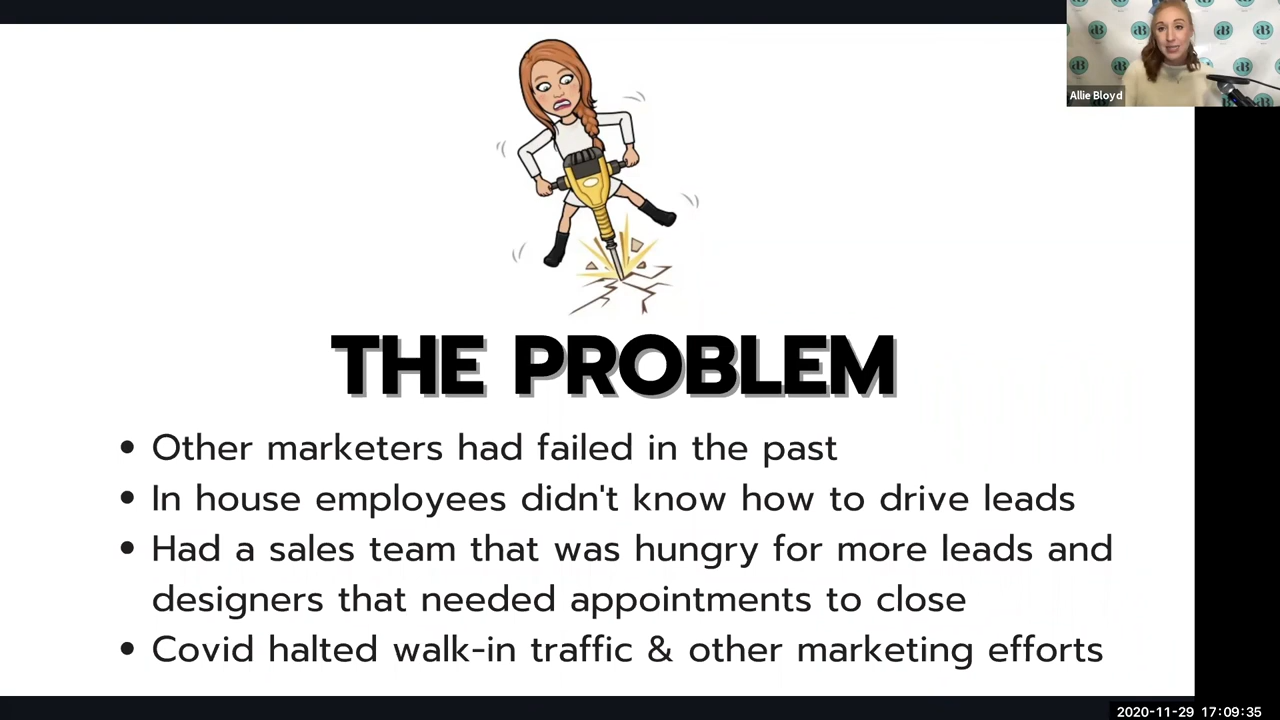 Allie Bloyd
THE PROBLEM
• Other marketers had failed in the past
• In house employees didn't know how to drive leads
• Had a sales team that was hungry for more leads and
designers that needed appointments to close
• Covid halted walk-in traffic & other marketing efforts
2020-11-29 17:09:35